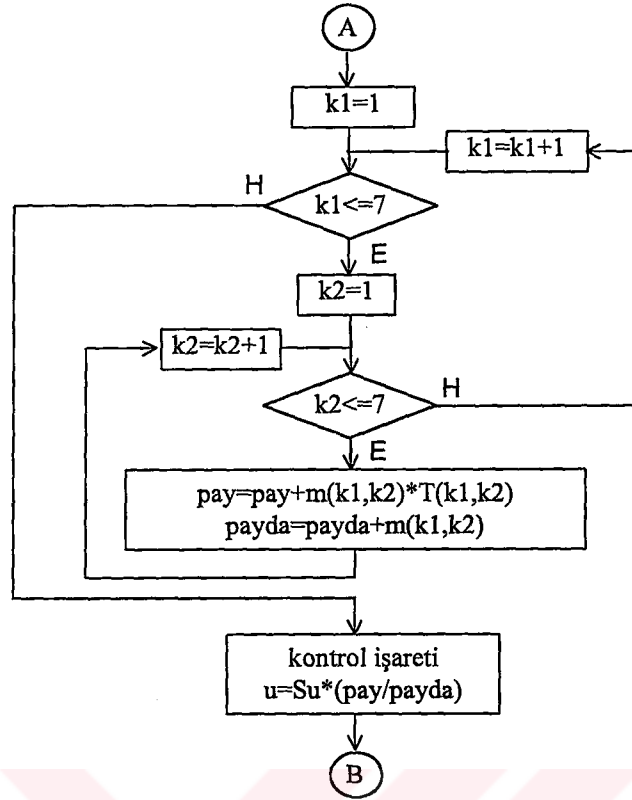 A
k1=1
k1=k1+1
H
k1<=7
E
k2=1
k2=k2+1
k2<=7
H
E
pay=pay+m(k1,k2)*T(k1,k2)
payda=payda+m(k1,k2)
kontrol işareti
u=Su*(pay/payda)
B